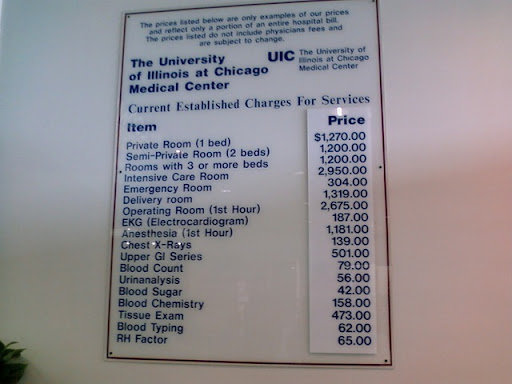 The prices listed below are only examples of our prices
and reflect only a portion of an entire hospital bill.
The prices listed do not include physicians fees and
are subject to change.
The University
of Illinois at Chicago
Medical Center
UIC The University of
Illinois at Chicago
Medical Center
Current Established Charges For Services
Item Price
Private Room (1 bed) $1,270.00
Semi-Private Room (2 beds) 1,200.00
Rooms with 3 or more beds 1,200.00
Intensive Care Room 2,950.00
Emergency Room 304.00
Delivery room 1,319.00
Operating Room (1st Hour) 2,675.00
EKG (Electrocardiogram) 187.00
Anesthesia (1st Hour) 1,181.00
Chest X-Rays 139.00
Upper GI Series 501.00
Blood Count 79.00
Urinanalysis 56.00
Blood Sugar 42.00
Blood Chemistry 158.00
Tissue Exam 473.00
Blood Typing 62.00
RH Factor 65.00